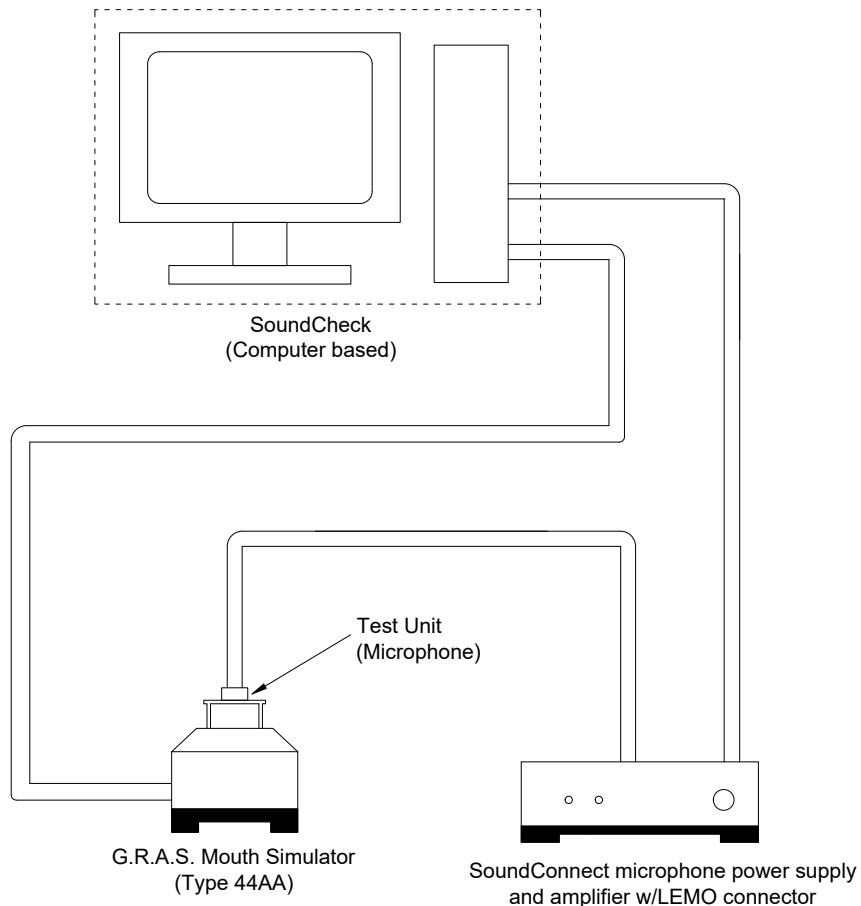 SoundCheck
(Computer based)
Test Unit
(Microphone)
G.R.A.S. Mouth Simulator
(Type 44AA)
SoundConnect microphone power supply
and amplifier w/LEMO connector